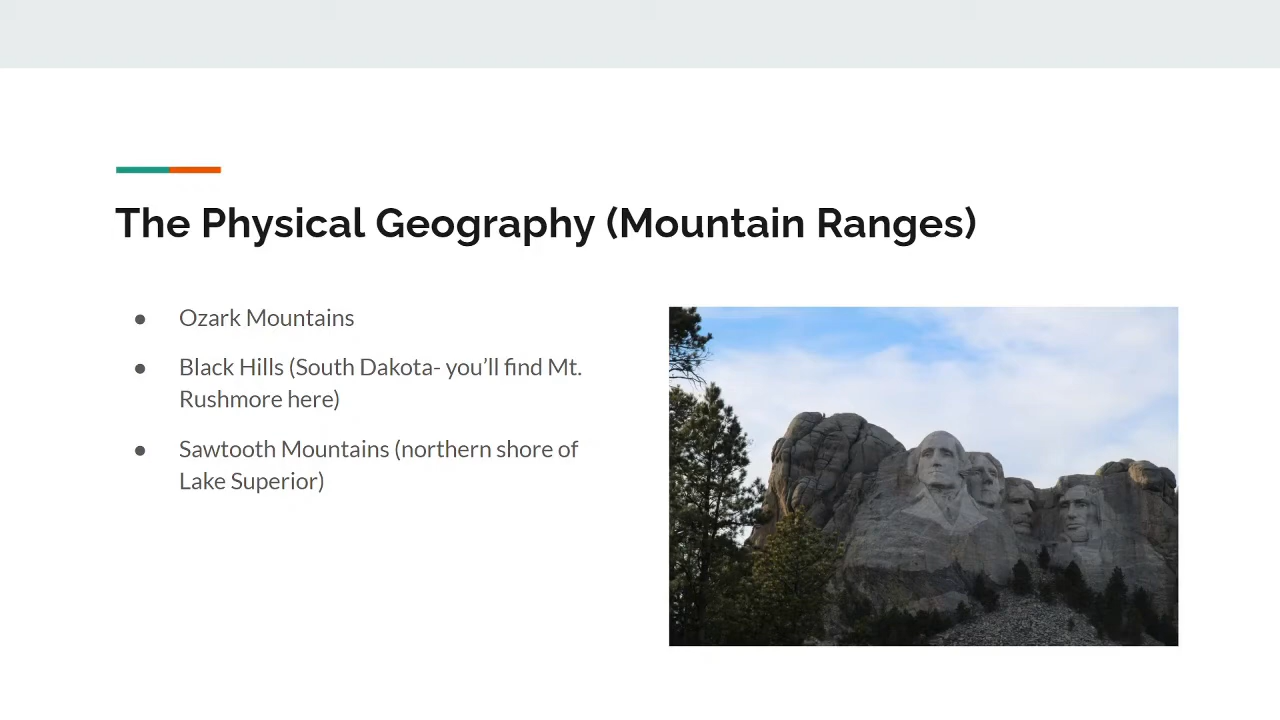 The Physical Geography (Mountain Ranges)
● Ozark Mountains
● Black Hills (South Dakota- you’ll find Mt.
Rushmore here)
● Sawtooth Mountains (northern shore of
Lake Superior)